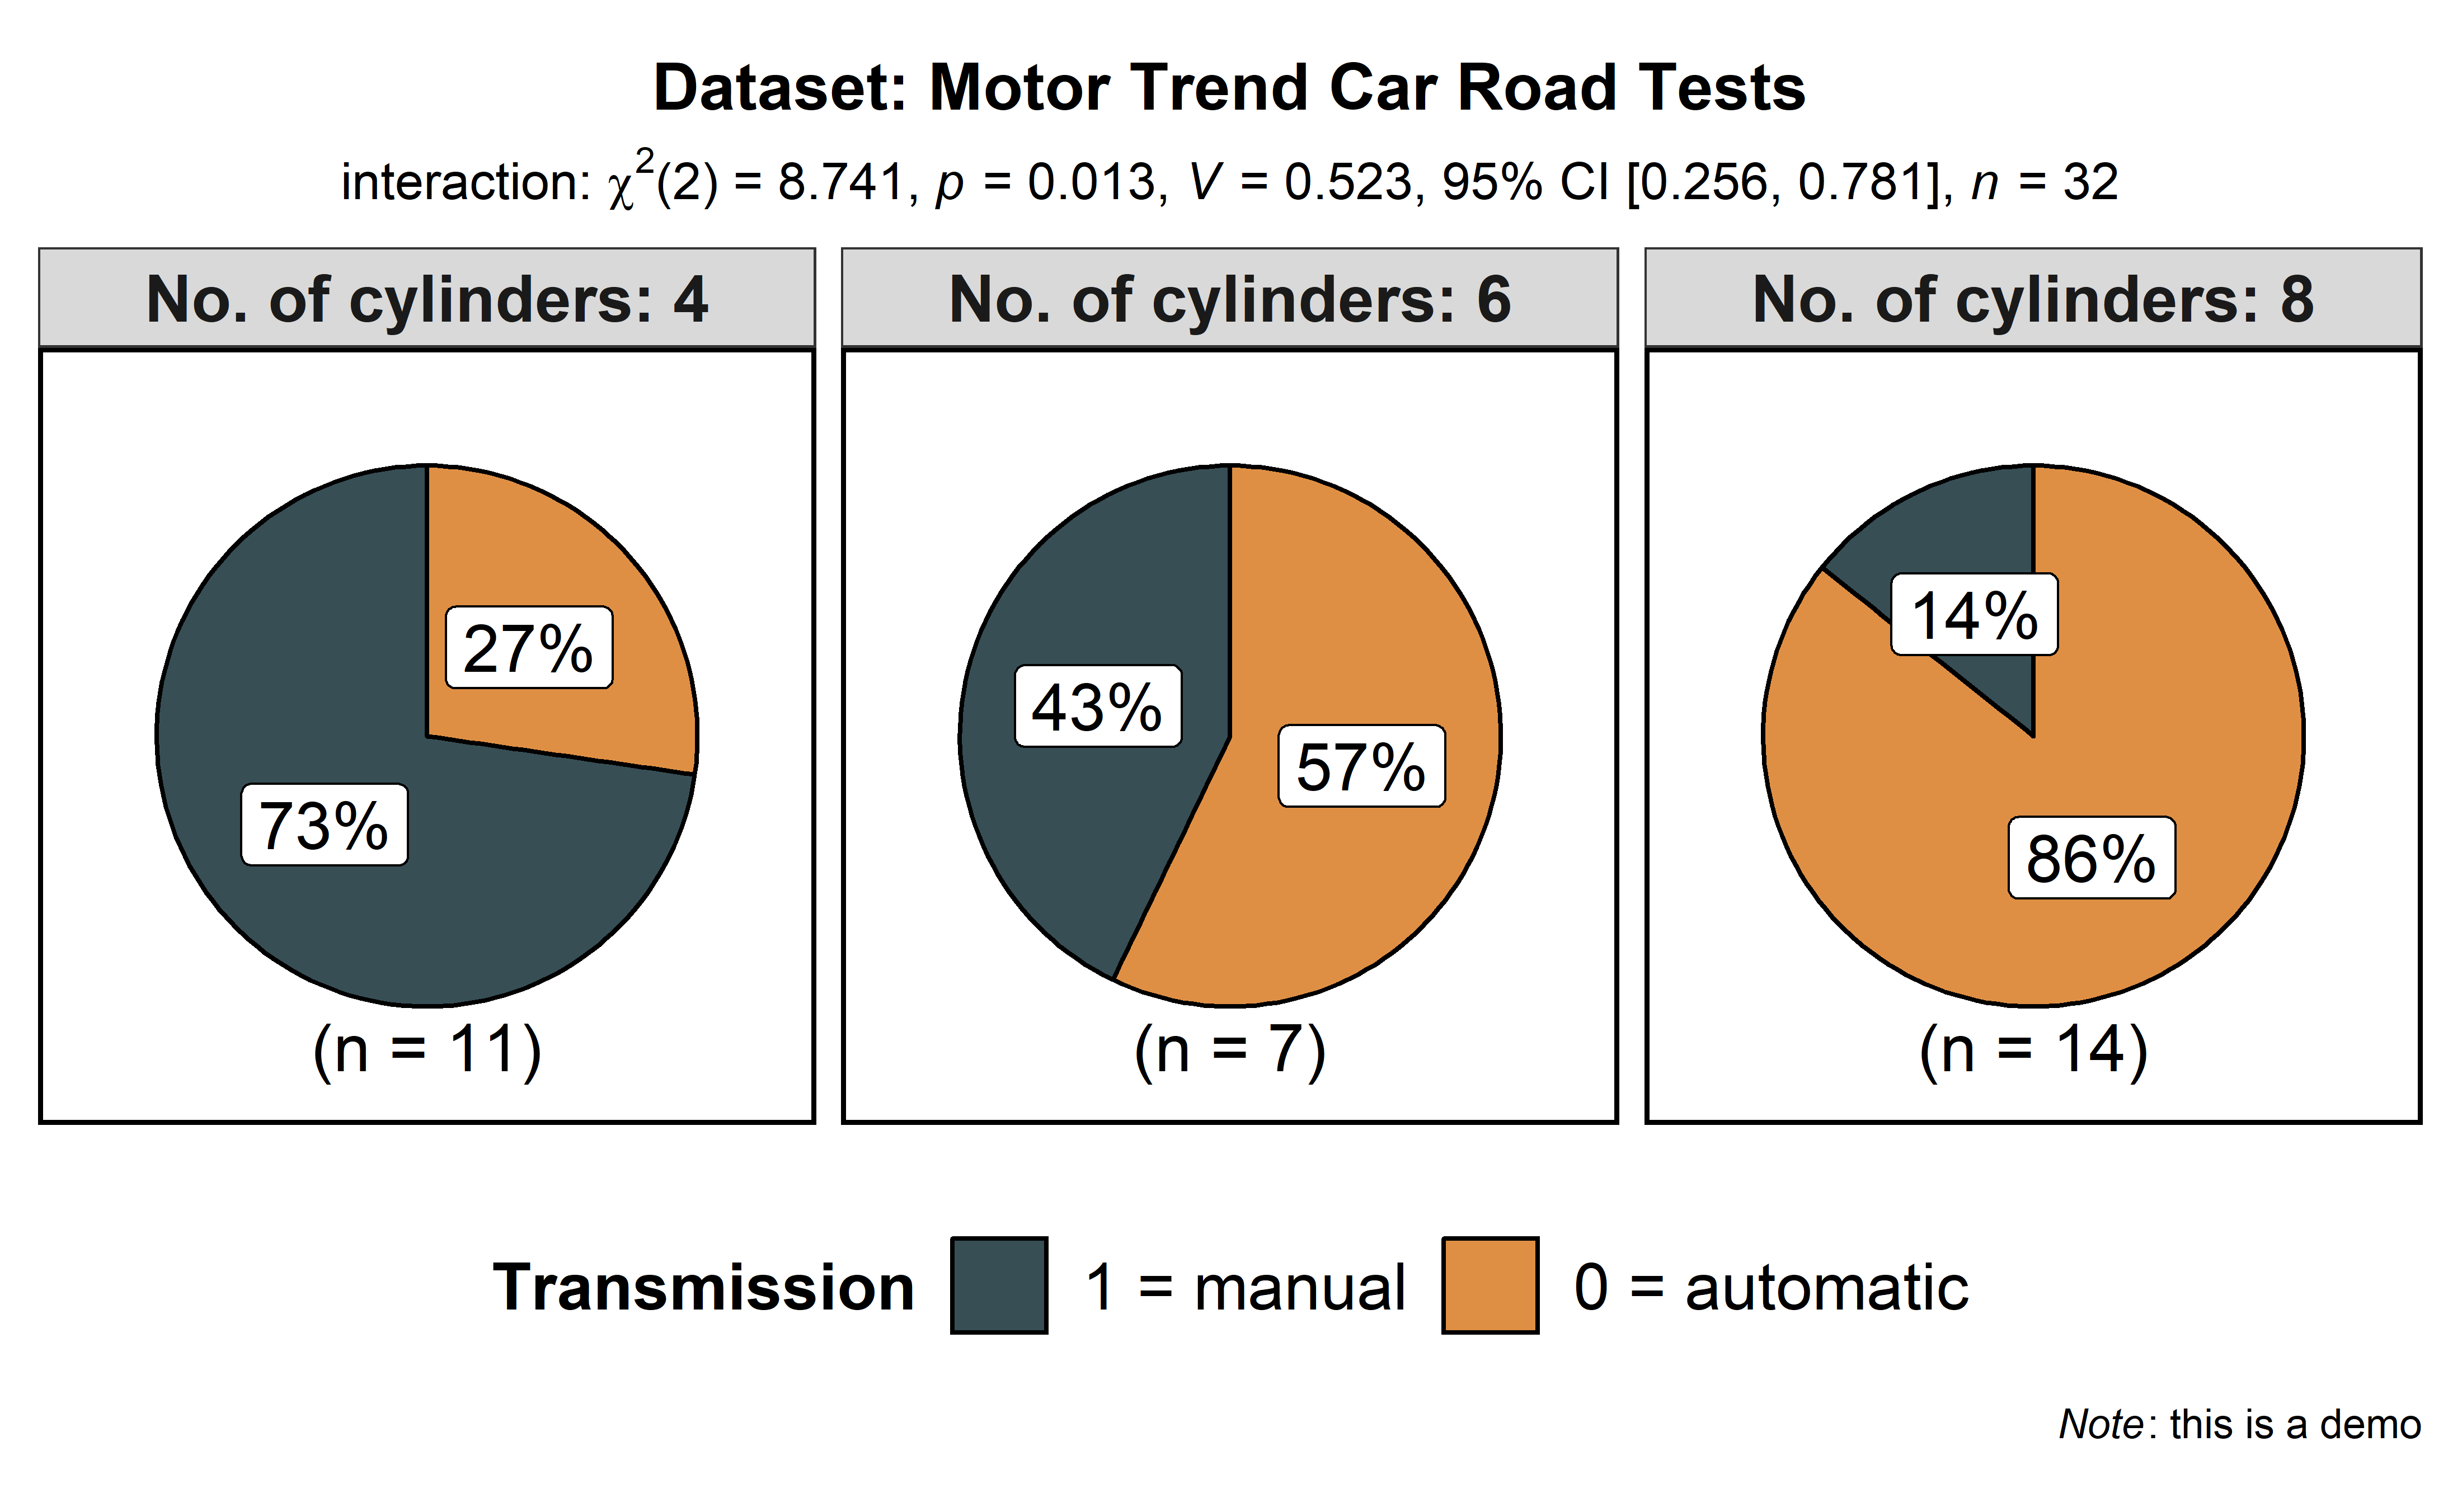 Dataset: Motor Trend Car Road Tests
interaction: χ²(2) = 8.741, p = 0.013, V = 0.523, 95% CI [0.256, 0.781], n = 32
No. of cylinders: 4
27%
73%
(n = 11)
No. of cylinders: 6
43%
57%
(n = 7)
No. of cylinders: 8
14%
86%
(n = 14)
Transmission 1 = manual 0 = automatic
Note: this is a demo